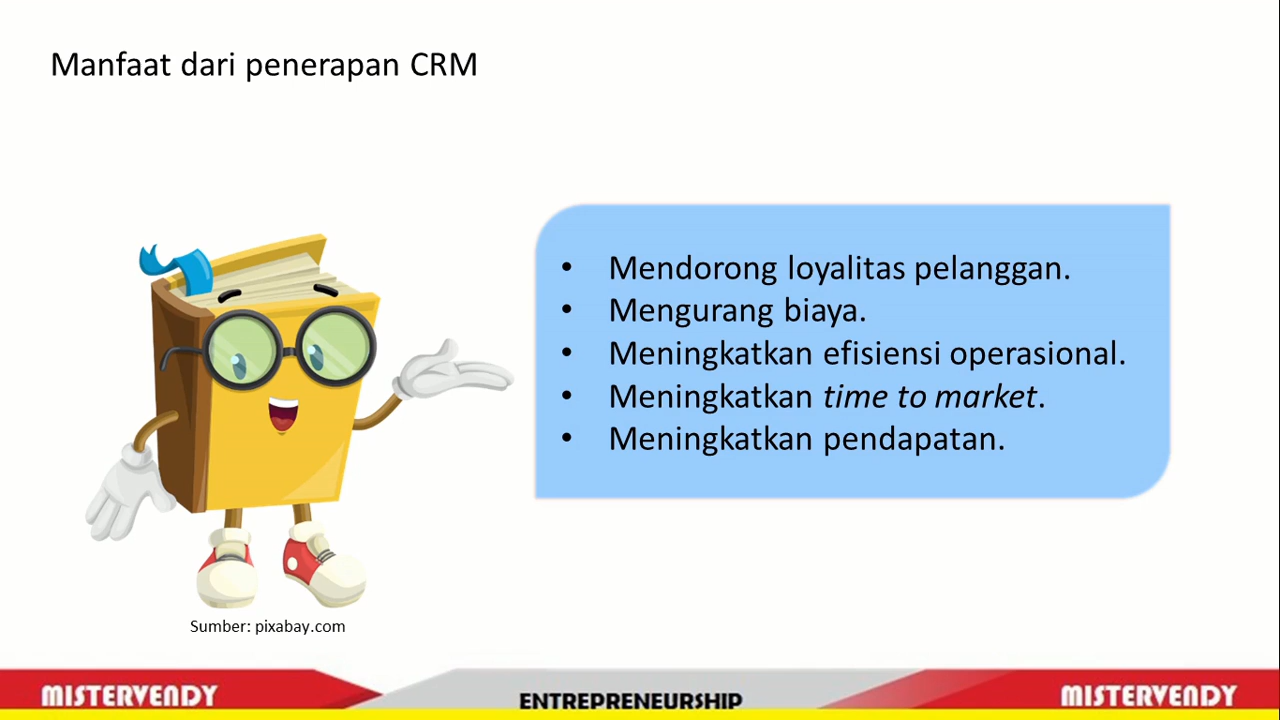 Manfaat dari penerapan CRM
• Mendorong loyalitas pelanggan.
• Mengurang biaya.
• Meningkatkan efisiensi operasional.
• Meningkatkan time to market.
• Meningkatkan pendapatan.
Sumber: pixabay.com
MISTERVENDY
ENTREPRENEURSHIP
MISTERVENDY